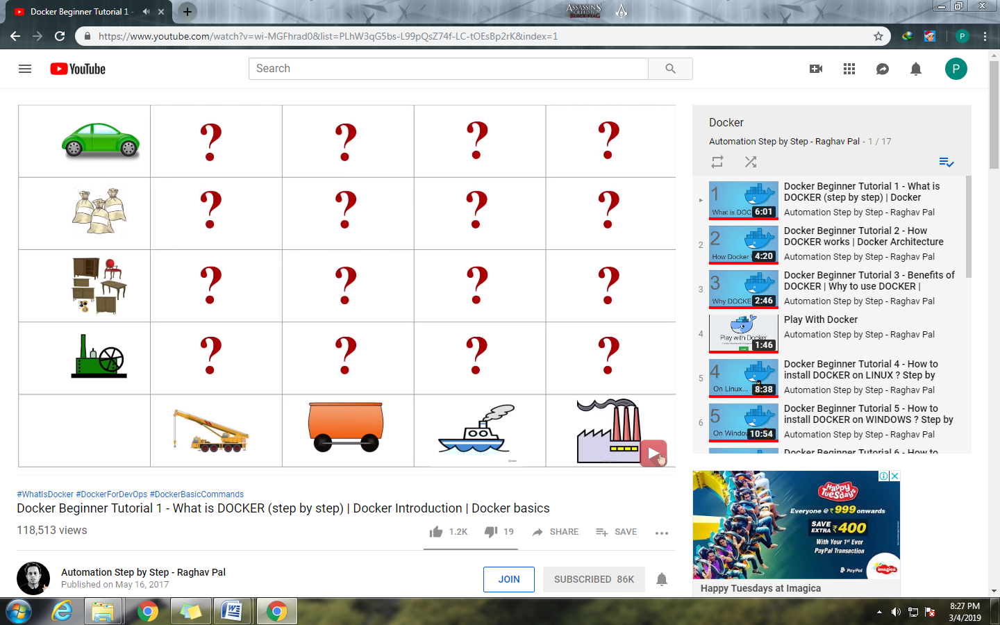 Docker Beginner Tutorial 1 -
ASSASSIN'S
CREED IV
BLACK FLAG
https://www.youtube.com/watch?v=wi-MGFhrad0&list=PLhW3qG5bs-L99pQsZ74f-LC-tOEsBp2rK&index=1
P
YouTube
Search
P
? ? ? ?
? ? ? ?
? ? ? ?
? ? ? ?
#WhatIsDocker #DockerForDevOps #DockerBasicCommands
Docker Beginner Tutorial 1 - What is DOCKER (step by step) | Docker Introduction | Docker basics
118,513 views
1.2K 19 SHARE SAVE
Automation Step by Step - Raghav Pal
Published on May 16, 2017
JOIN SUBSCRIBED 86K
Docker
Automation Step by Step - Raghav Pal - 1 / 17
1
What is DOC
6:01
Docker Beginner Tutorial 1 - What is
DOCKER (step by step) | Docker
Automation Step by Step - Raghav Pal
2
2
How Docker
4:20
Docker Beginner Tutorial 2 - How
DOCKER works | Docker Architecture
Automation Step by Step - Raghav Pal
3
3
Why DOCKE
2:46
Docker Beginner Tutorial 3 - Benefits of
DOCKER | Why to use DOCKER |
Automation Step by Step - Raghav Pal
4
Play with Docker
1:46
Play With Docker
Automation Step by Step - Raghav Pal
5
4
On Linux...
8:38
Docker Beginner Tutorial 4 - How to
install DOCKER on LINUX ? Step by
Automation Step by Step - Raghav Pal
6
5
On Windo
10:54
Docker Beginner Tutorial 5 - How to
install DOCKER on WINDOWS ? Step by
Automation Step by Step - Raghav Pal
Docker Beginner Tutorial 6 - How to
Happy
TUESDAYS
Everyone @ ₹ 999 onwards
SAVE
EXTRA ₹400
With Your 1st Ever
PayPal Transaction
PayPal
imagica
Happy Tuesdays at Imagica
8:27 PM
3/4/2019